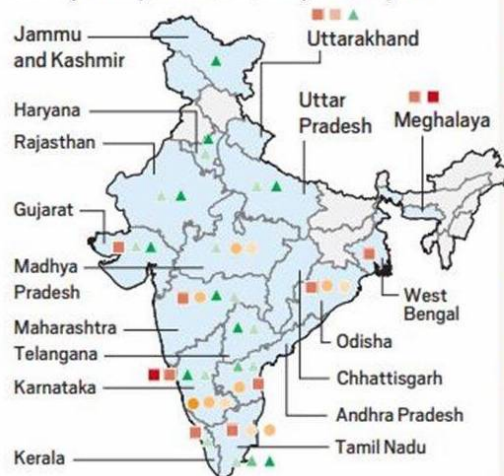 Jammu
and Kashmir
Uttarakhand
Haryana
Uttar
Pradesh
Meghalaya
Rajasthan
Gujarat
Madhya
Pradesh
West
Bengal
Maharashtra
Odisha
Telangana
Chhattisgarh
Karnataka
Andhra Pradesh
Tamil Nadu
Kerala